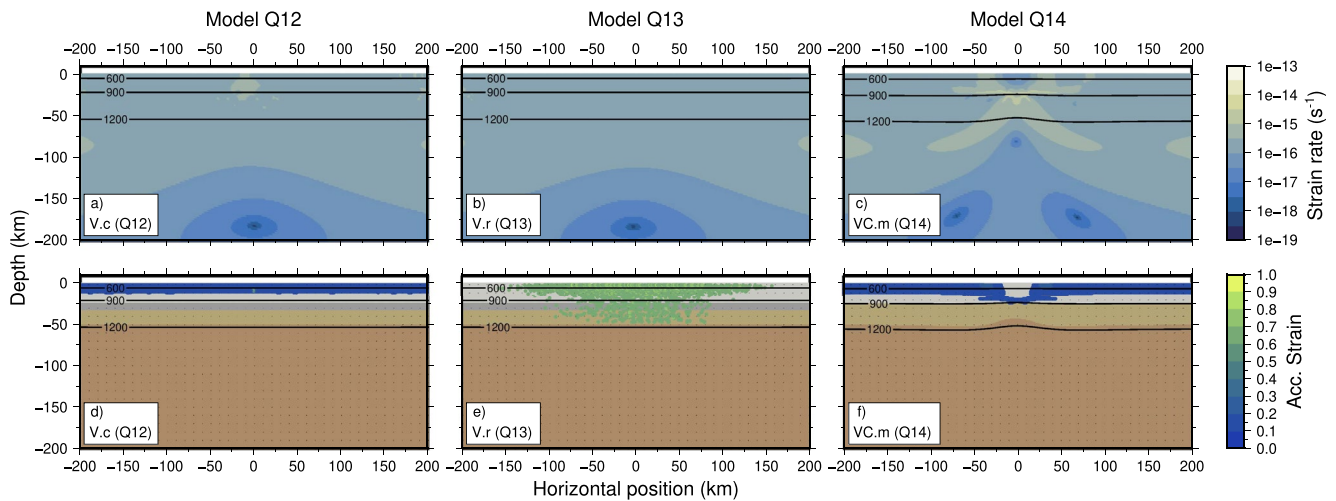 Model Q12 Model Q13 Model Q14
−200 −150 −100 −50 0 50 100 150 200 −200 −150 −100 −50 0 50 100 150 200 −200 −150 −100 −50 0 50 100 150 200
0
−50
−100
−150
−200
600
900
1200
a)
V.c (Q12)
600
900
1200
b)
V.r (Q13)
600
900
1200
c)
VC.m (Q14)
1e−13
1e−14
1e−15
1e−16
1e−17
1e−18
1e−19
Strain rate (s⁻¹)
Depth (km)
0
−50
−100
−150
−200
600
900
1200
d)
V.c (Q12)
600
900
1200
e)
V.r (Q13)
600
900
1200
f)
VC.m (Q14)
1.0
0.9
0.8
0.7
0.6
0.5
0.4
0.3
0.2
0.1
0.0
Acc. Strain
−200 −150 −100 −50 0 50 100 150 200 −200 −150 −100 −50 0 50 100 150 200 −200 −150 −100 −50 0 50 100 150 200
Horizontal position (km)